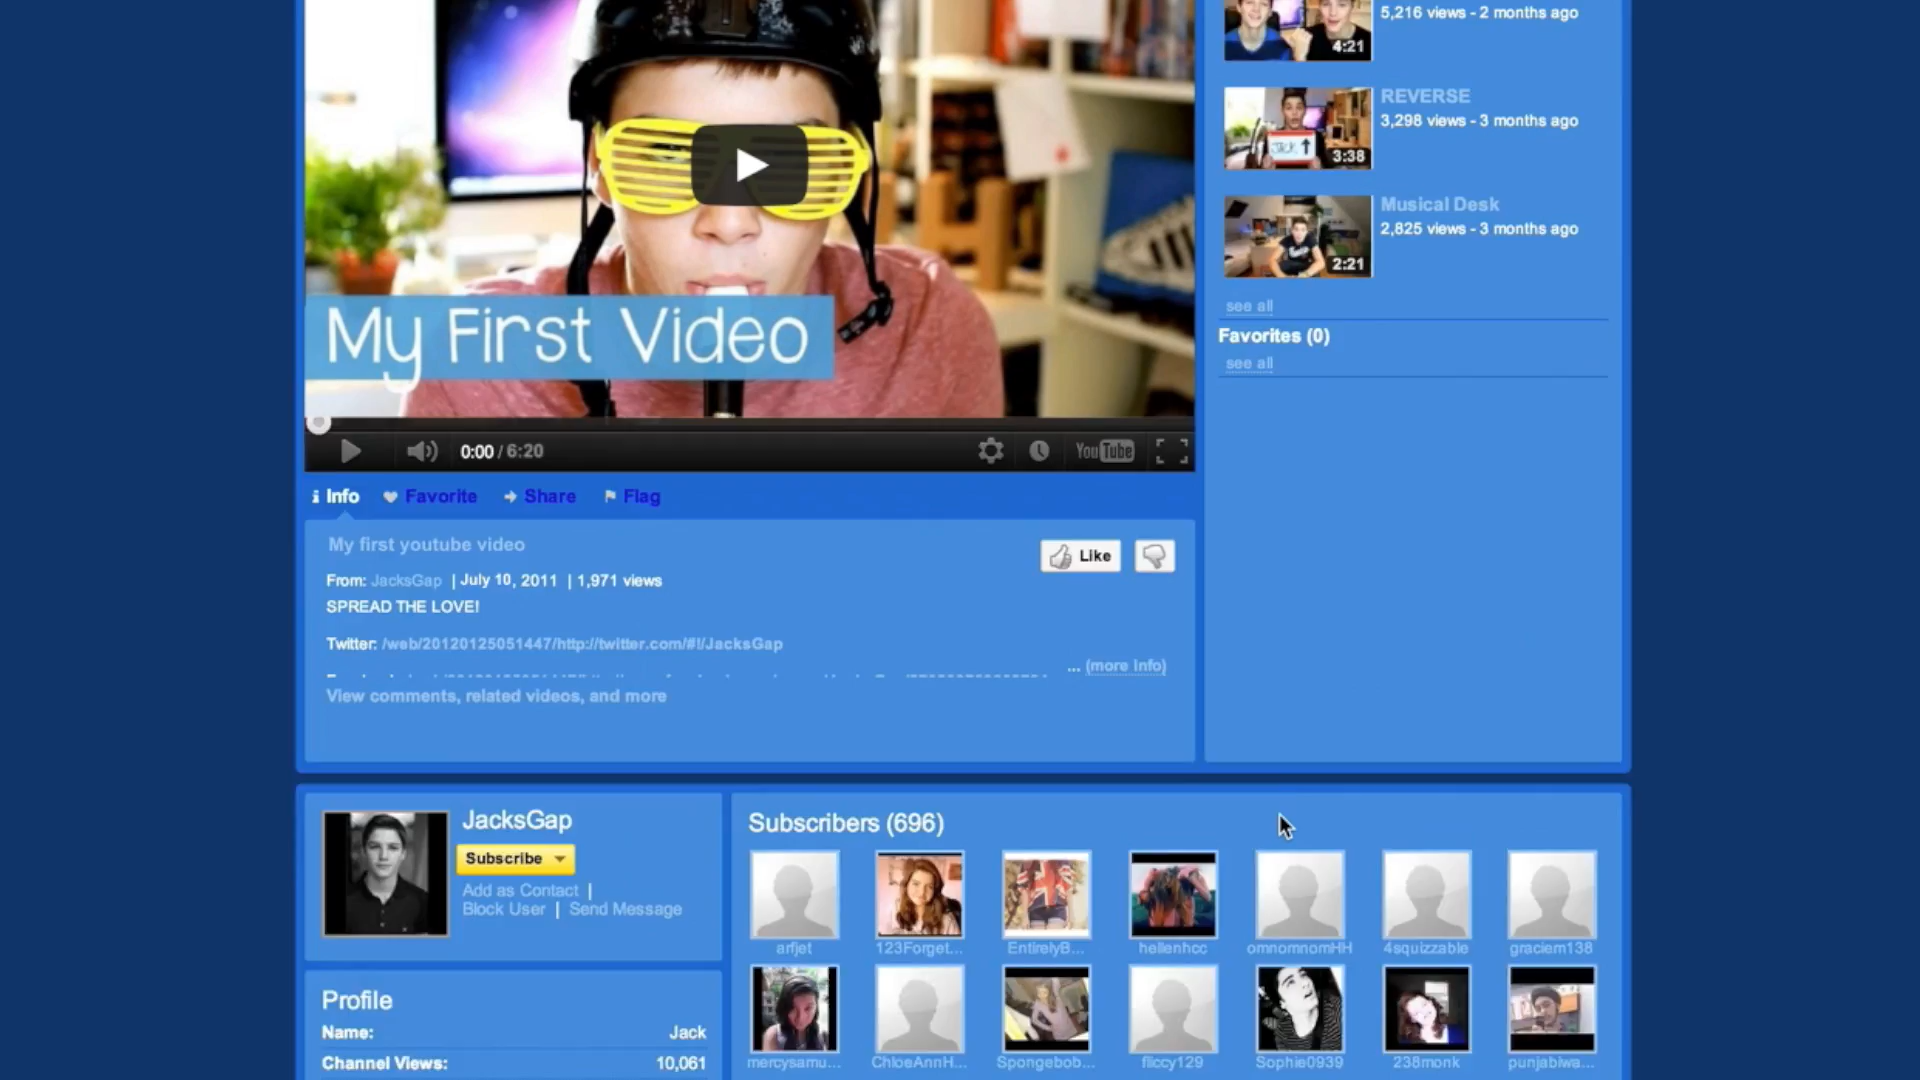 5,216 views - 2 months ago
4:21
REVERSE
3,298 views - 3 months ago
JACK
3:38
Musical Desk
2,825 views - 3 months ago
2:21
see all
Favorites (0)
see all
My First Video
0:00 / 6:20
YouTube
Info
Favorite
Share
Flag
My first youtube video
Like
From: JacksGap | July 10, 2011 | 1,971 views
SPREAD THE LOVE!
Twitter: /web/20120125051447/http://twitter.com/#!/JacksGap
... (more info)
View comments, related videos, and more
JacksGap
Subscribe
Add as Contact |
Block User | Send Message
Profile
Name: Jack
Channel Views: 10,061
Subscribers (696)
arfjet 123Forget... EntirelyB... hellenhcc omnomnomHH 4squizzable graciem138
mercysamu... ChloeAnnH... Spongebob... fliccy129 Sophie0939 238monk punjabiwa...